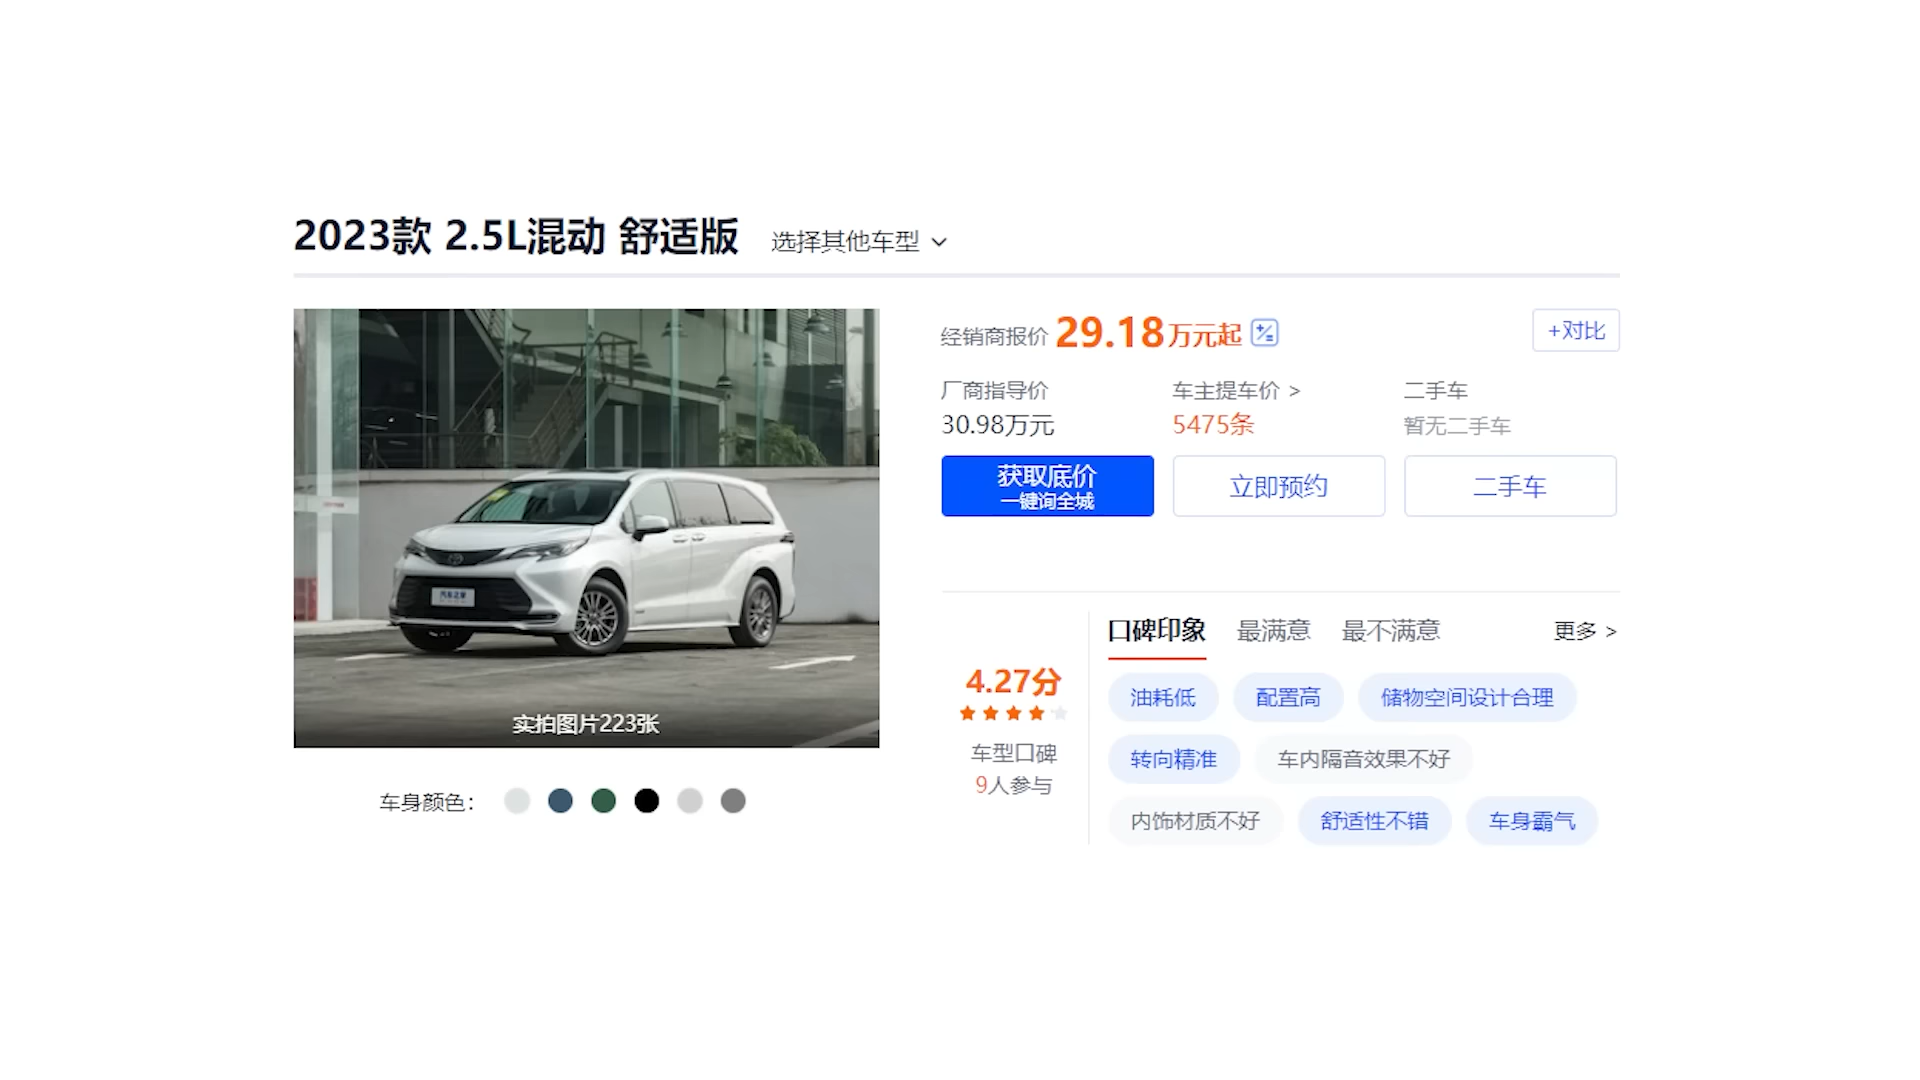 2023款 2.5L混动 舒适版 选择其他车型
经销商报价 29.18万元起
+对比
厂商指导价 车主提车价 > 二手车
30.98万元 5475条 暂无二手车
获取底价 立即预约 二手车
一键询全城
汽车之家
实拍图片223张
车身颜色：
4.27分
车型口碑
9人参与
口碑印象 最满意 最不满意 更多 >
油耗低 配置高 储物空间设计合理
转向精准 车内隔音效果不好
内饰材质不好 舒适性不错 车身霸气